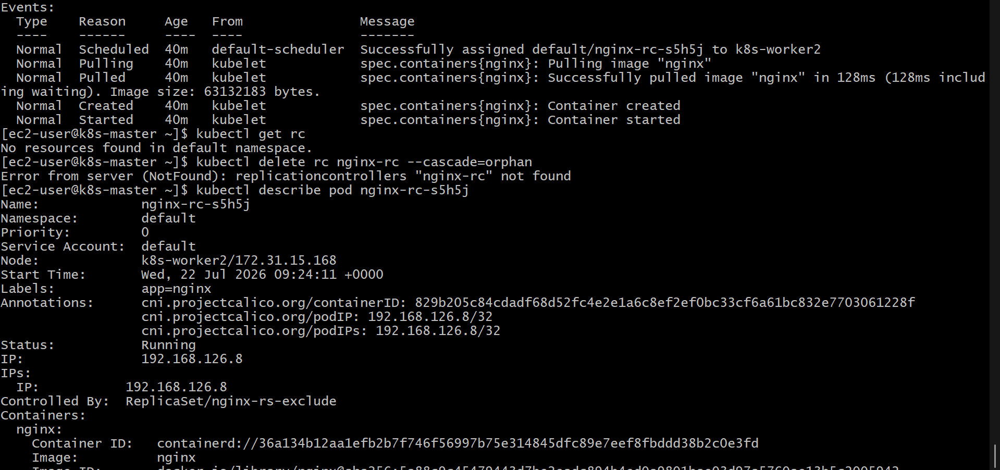 Events:
  Type    Reason     Age   From               Message
  ----    ------     ----  ----               -------
  Normal  Scheduled  40m   default-scheduler  Successfully assigned default/nginx-rc-s5h5j to k8s-worker2
  Normal  Pulling    40m   kubelet            spec.containers{nginx}: Pulling image "nginx"
  Normal  Pulled     40m   kubelet            spec.containers{nginx}: Successfully pulled image "nginx" in 128ms (128ms includ
ing waiting). Image size: 63132183 bytes.
  Normal  Created    40m   kubelet            spec.containers{nginx}: Container created
  Normal  Started    40m   kubelet            spec.containers{nginx}: Container started
[ec2-user@k8s-master ~]$ kubectl get rc
No resources found in default namespace.
[ec2-user@k8s-master ~]$ kubectl delete rc nginx-rc --cascade=orphan
Error from server (NotFound): replicationcontrollers "nginx-rc" not found
[ec2-user@k8s-master ~]$ kubectl describe pod nginx-rc-s5h5j
Name:             nginx-rc-s5h5j
Namespace:        default
Priority:         0
Service Account:  default
Node:             k8s-worker2/172.31.15.168
Start Time:       Wed, 22 Jul 2026 09:24:11 +0000
Labels:           app=nginx
Annotations:      cni.projectcalico.org/containerID: 829b205c84cdadf68d52fc4e2e1a6c8ef2ef0bc33cf6a61bc832e7703061228f
                  cni.projectcalico.org/podIP: 192.168.126.8/32
                  cni.projectcalico.org/podIPs: 192.168.126.8/32
Status:           Running
IP:               192.168.126.8
IPs:
  IP:           192.168.126.8
Controlled By:  ReplicaSet/nginx-rs-exclude
Containers:
  nginx:
    Container ID:   containerd://36a134b12aa1efb2b7f746f56997b75e314845dfc89e7eef8fbddd38b2c0e3fd
    Image:          nginx
    Image ID: